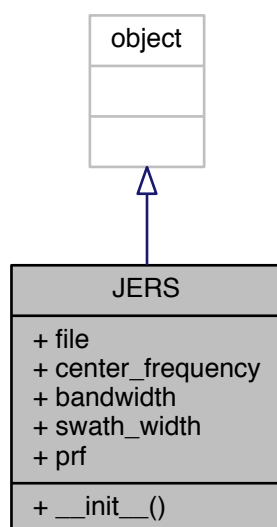 object
JERS
+ file
+ center_frequency
+ bandwidth
+ swath_width
+ prf
+ __init__()